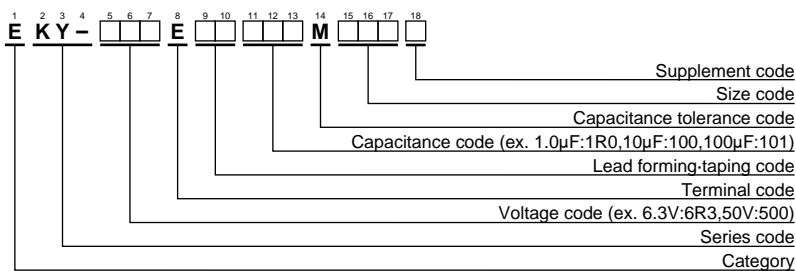 1 2 3 4 5 6 7 8 9 10 11 12 13 14 15 16 17 18
E K Y – □□□ E □□ □□□ M □□□ □
Supplement code
Size code
Capacitance tolerance code
Capacitance code (ex. 1.0μF:1R0,10μF:100,100μF:101)
Lead forming·taping code
Terminal code
Voltage code (ex. 6.3V:6R3,50V:500)
Series code
Category